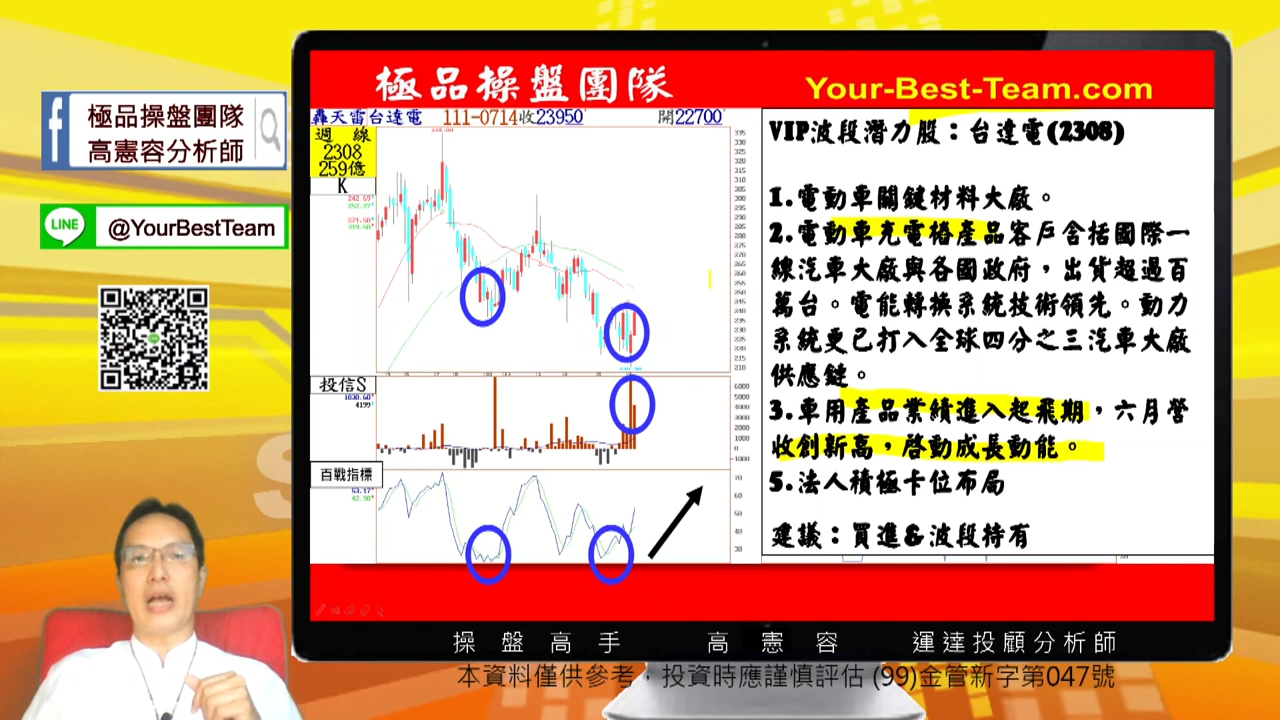 極品操盤團隊
高憲容分析師
LINE
@YourBestTeam
極品操盤團隊
Your-Best-Team.com
轟天雷台達電 111-0714收23950 開22700
週 線
2308
259億
K
投信S
1030.60
4199
百戰指標
VIP波段潛力股：台達電(2308)
1.電動車關鍵材料大廠。
2.電動車充電樁產品客戶含括國際一
線汽車大廠與各國政府，出貨超過百
萬台。電能轉換系統技術領先。動力
系統更已打入全球四分之三汽車大廠
供應鏈。
3.車用產品業績進入起飛期，六月營
收創新高，啓動成長動能。
5.法人積極卡位布局
建議：買進&波段持有
操盤高手 高憲容 運達投顧分析師
本資料僅供參考，投資時應謹慎評估 (99)金管新字第047號